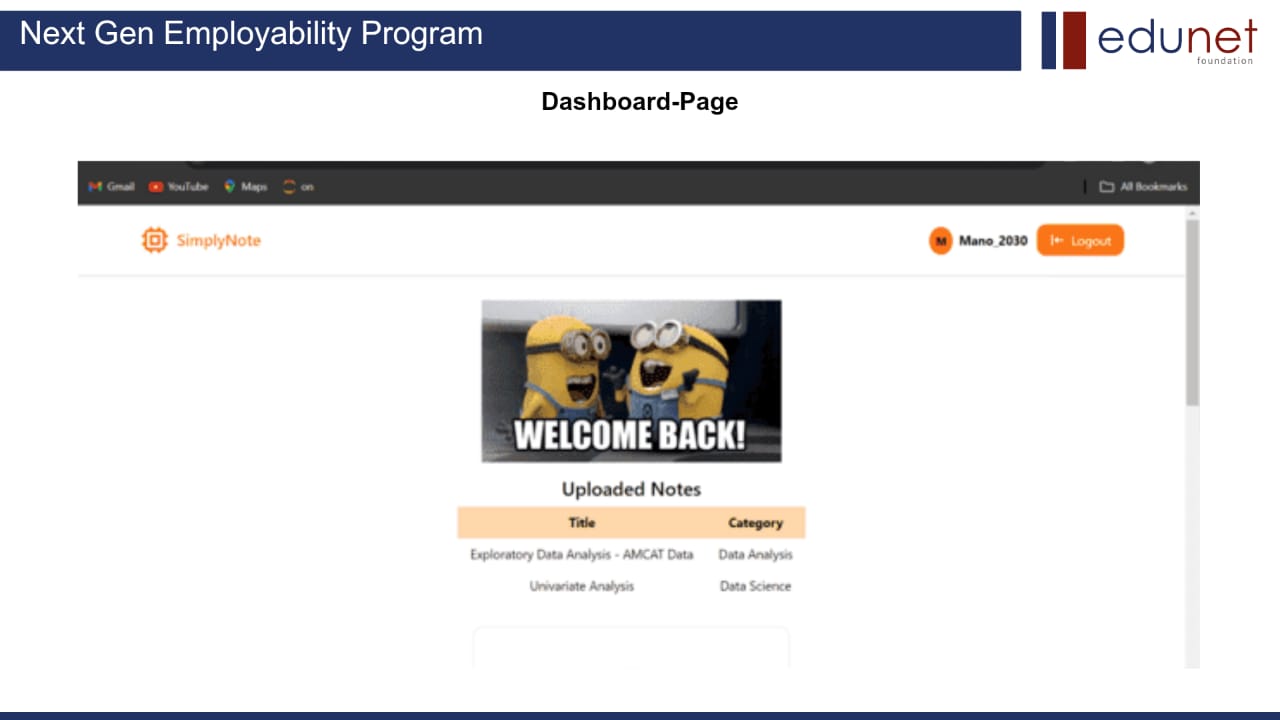 Next Gen Employability Program
edunet
foundation
Dashboard-Page
Gmail YouTube Maps on All Bookmarks
SimplyNote M Mano_2030 Logout
WELCOME BACK!
Uploaded Notes
Title Category
Exploratory Data Analysis - AMCAT Data Data Analysis
Univariate Analysis Data Science